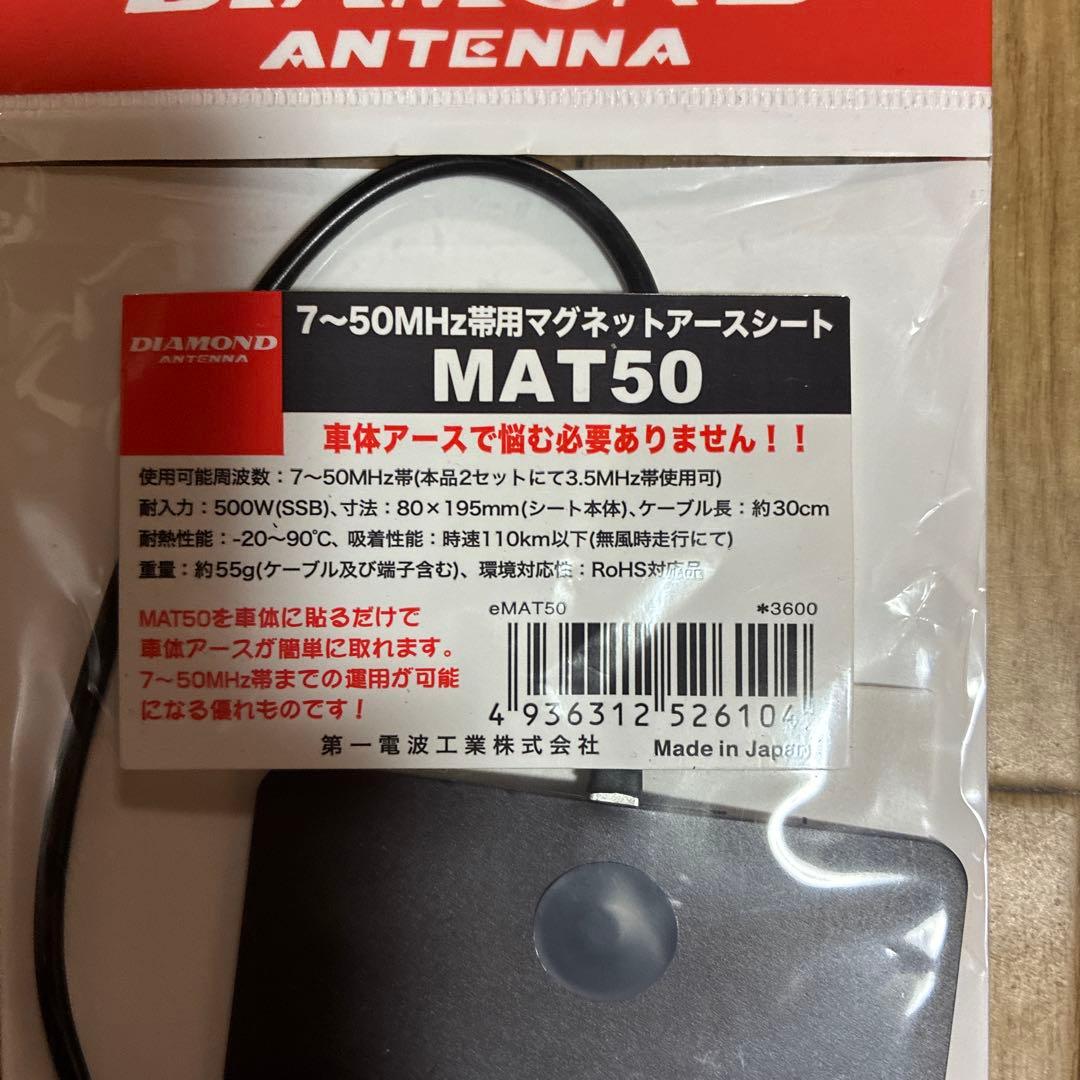 DIAMOND
ANTENNA
DIAMOND
ANTENNA
7〜50MHz帯用マグネットアースシート
MAT50
車体アースで悩む必要ありません！！
使用可能周波数：7〜50MHz帯(本品2セットにて3.5MHz帯使用可)
耐入力：500W(SSB)、寸法：80×195mm(シート本体)、ケーブル長：約30cm
耐熱性能：-20〜90℃、吸着性能：時速110km以下(無風時走行にて)
重量：約55g(ケーブル及び端子含む)、環境対応性：RoHS対応品
MAT50を車体に貼るだけで
車体アースが簡単に取れます。
7〜50MHz帯までの運用が可能
になる優れものです！
eMAT50 *3600
4 936312 52610
第一電波工業株式会社 Made in Japan